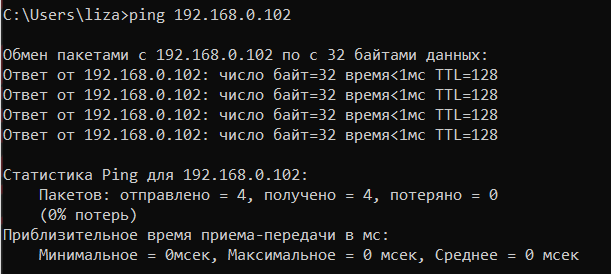 C:\Users\liza>ping 192.168.0.102
Обмен пакетами с 192.168.0.102 по с 32 байтами данных:
Ответ от 192.168.0.102: число байт=32 время<1мс TTL=128
Ответ от 192.168.0.102: число байт=32 время<1мс TTL=128
Ответ от 192.168.0.102: число байт=32 время<1мс TTL=128
Ответ от 192.168.0.102: число байт=32 время<1мс TTL=128
Статистика Ping для 192.168.0.102:
    Пакетов: отправлено = 4, получено = 4, потеряно = 0
    (0% потерь)
Приблизительное время приема-передачи в мс:
    Минимальное = 0мсек, Максимальное = 0 мсек, Среднее = 0 мсек